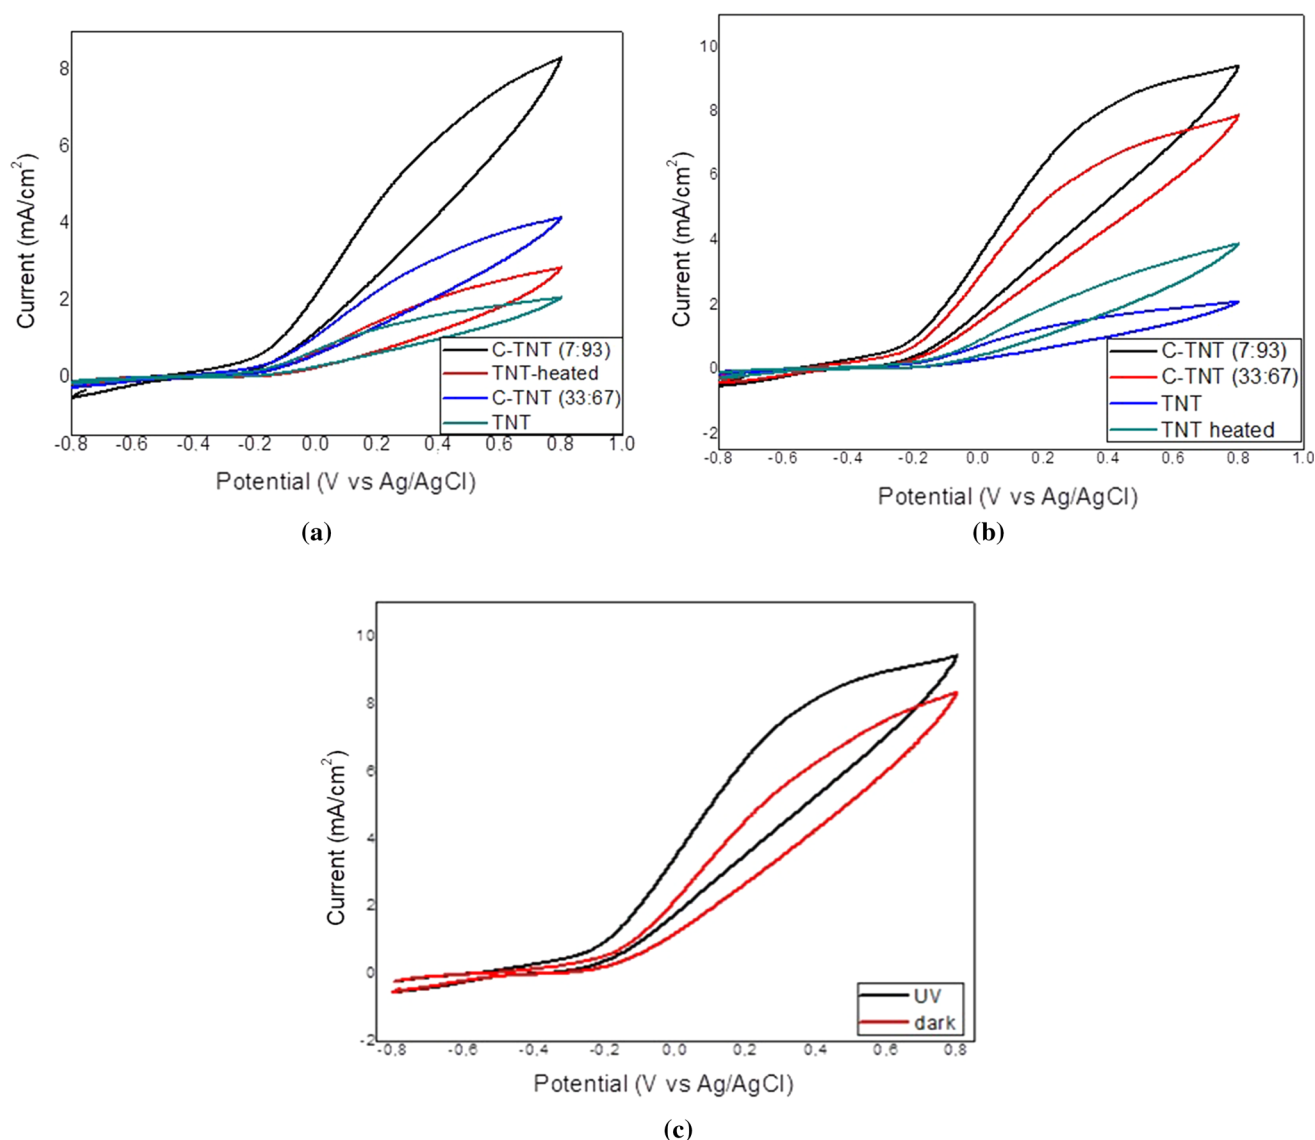 8
6
4
2
0
Current (mA/cm²)
-0.8 -0.6 -0.4 -0.2 0.0 0.2 0.4 0.6 0.8 1.0
Potential (V vs Ag/AgCl)
C-TNT (7:93)
TNT-heated
C-TNT (33:67)
TNT
(a)
10
8
6
4
2
0
-2
Current (mA/cm²)
-0.8 -0.6 -0.4 -0.2 0.0 0.2 0.4 0.6 0.8 1.0
Potential (V vs Ag/AgCl)
C-TNT (7:93)
C-TNT (33:67)
TNT
TNT heated
(b)
10
8
6
4
2
0
-2
Current (mA/cm²)
-0,8 -0,6 -0,4 -0,2 0,0 0,2 0,4 0,6 0,8
Potential (V vs Ag/AgCl)
UV
dark
(c)